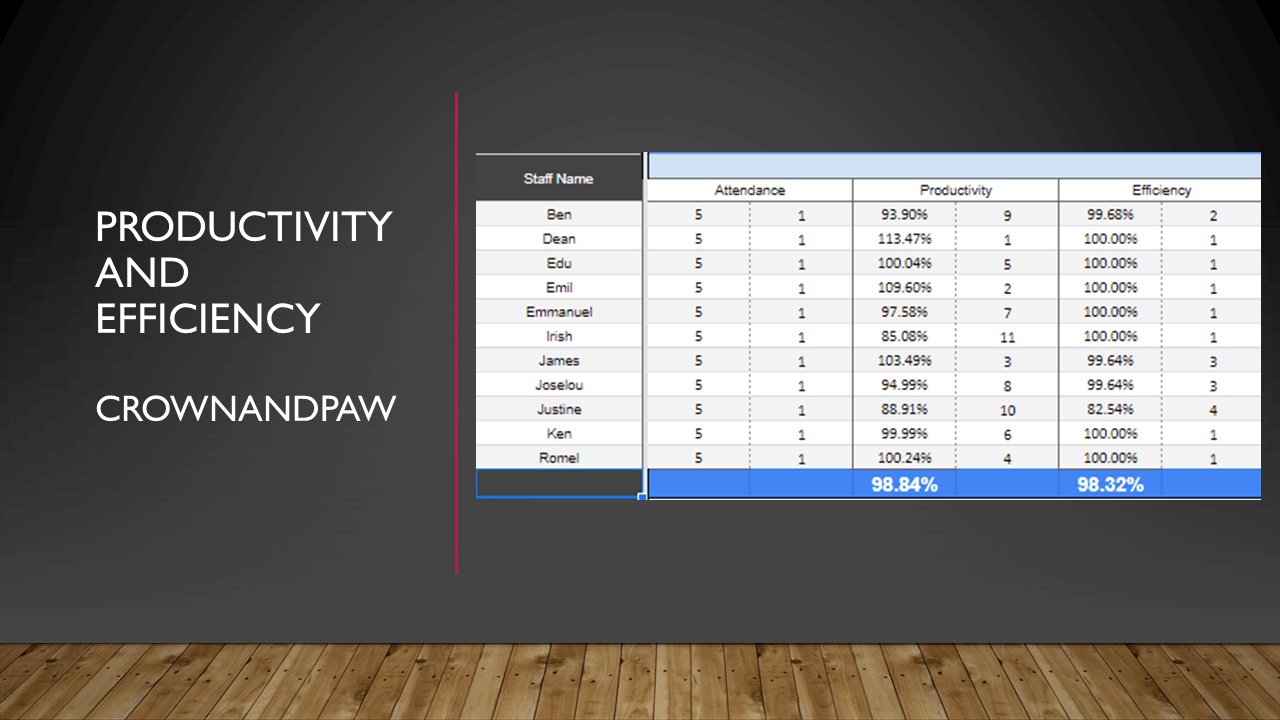 PRODUCTIVITY
AND
EFFICIENCY
CROWNANDPAW
Staff Name
Attendance Productivity Efficiency
Ben 5 1 93.90% 9 99.68% 2
Dean 5 1 113.47% 1 100.00% 1
Edu 5 1 100.04% 5 100.00% 1
Emil 5 1 109.60% 2 100.00% 1
Emmanuel 5 1 97.58% 7 100.00% 1
Irish 5 1 85.08% 11 100.00% 1
James 5 1 103.49% 3 99.64% 3
Joselou 5 1 94.99% 8 99.64% 3
Justine 5 1 88.91% 10 82.54% 4
Ken 5 1 99.99% 6 100.00% 1
Romel 5 1 100.24% 4 100.00% 1
98.84% 98.32%